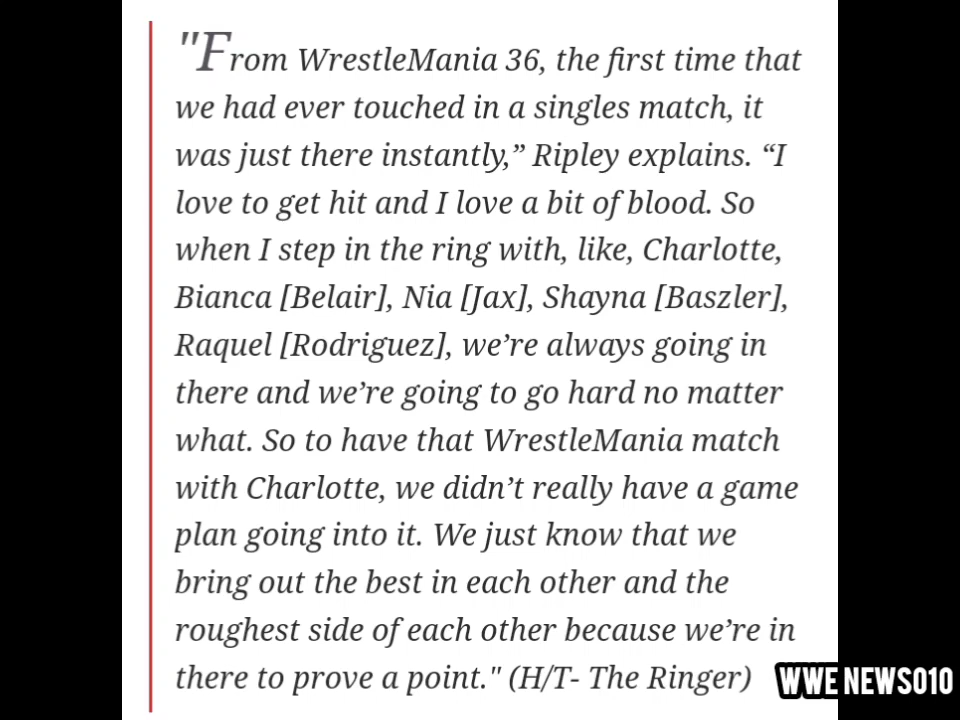 "From WrestleMania 36, the first time that
we had ever touched in a singles match, it
was just there instantly,” Ripley explains. “I
love to get hit and I love a bit of blood. So
when I step in the ring with, like, Charlotte,
Bianca [Belair], Nia [Jax], Shayna [Baszler],
Raquel [Rodriguez], we’re always going in
there and we’re going to go hard no matter
what. So to have that WrestleMania match
with Charlotte, we didn’t really have a game
plan going into it. We just know that we
bring out the best in each other and the
roughest side of each other because we’re in
there to prove a point." (H/T- The Ringer)
WWE NEWS010